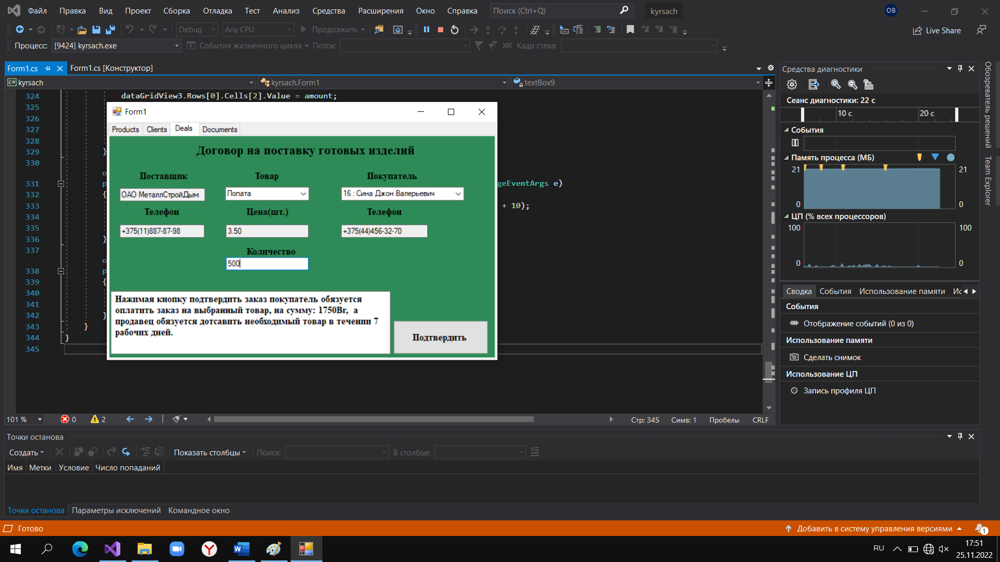 Файл Правка Вид Проект Сборка Отладка Тест Анализ Средства Расширения Окно Справка Поиск (Ctrl+Q) kyrsach ОВ
Debug Any CPU Продолжить Live Share
Процесс: [9424] kyrsach.exe События жизненного цикла Поток: Кадр стека:
Form1.cs Form1.cs [Конструктор]
C# kyrsach kyrsach.Form1 textBox9
324 dataGridView3.Rows[0].Cells[2].Value = amount;
325
326
327
328
329 }
330
331 geEventArgs e)
332 {
333 + 10);
334
335
336 }
337
338
339 {
340
341
342 }
343 }
344 }
345
Form1
Products Clients Deals Documents
Договор на поставку готовых изделий
Поставщик Товар Покупатель
ОАО МеталлСтройДым Лопата 16 : Сина Джон Валерьевич
Телефон Цена(шт.) Телефон
+375(11)887-87-98 3.50 +375(44)456-32-70
Количество
500
Нажимая кнопку подтвердить заказ покупатель обязуется
оплатить заказ на выбранный товар, на сумму: 1750Br, а
продавец обязуется дотсавить необходимый товар в течении 7
рабочих дней.
Подтвердить
101 % 0 2 Стр: 345 Симв: 1 Пробелы CRLF
Средства диагностики
Сеанс диагностики: 22 с
10 с 20 с
События
Память процесса (МБ)
21 21
0 0
ЦП (% всех процессоров)
100 100
0 0
Сводка События Использование памяти Ис
События
Отображение событий (0 из 0)
Использование памяти
Сделать снимок
Использование ЦП
Запись профиля ЦП
Обозреватель решений
Team Explorer
Точки останова
Создать Показать столбцы Поиск: В столбце:
Имя Метки Условие Число попаданий
Точки останова Параметры исключений Командное окно
Готово Добавить в систему управления версиями 1
RU 17:51
25.11.2022